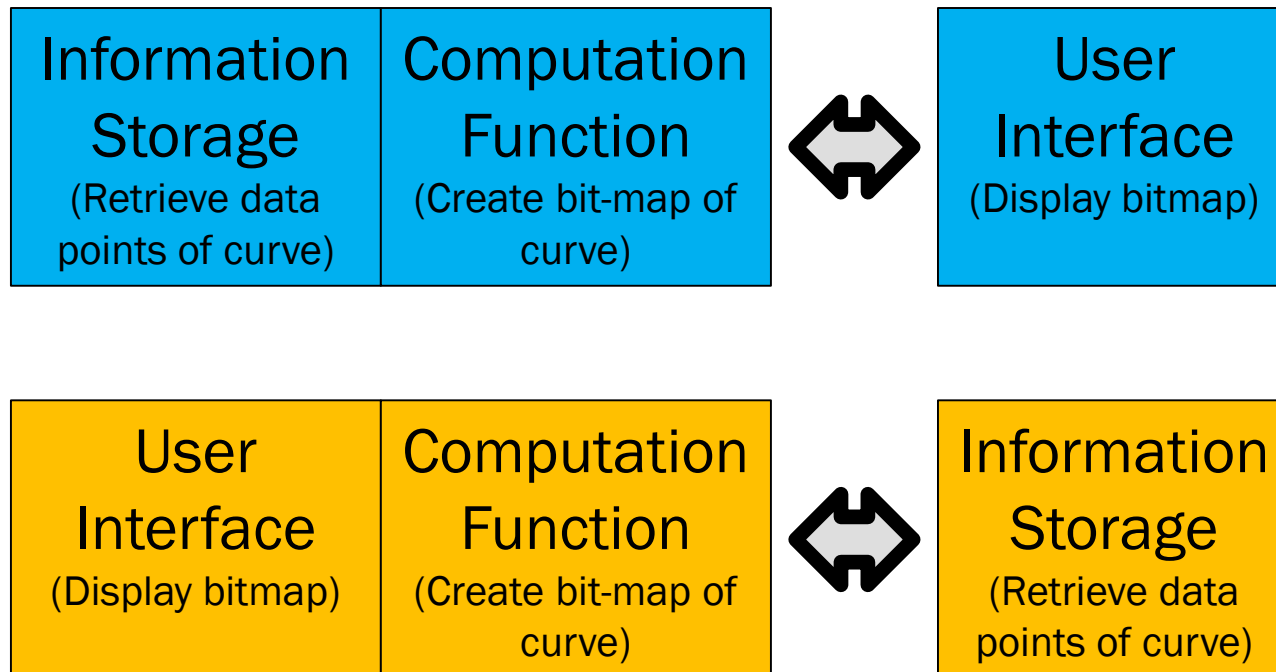 Information
Storage
(Retrieve data
points of curve)
Computation
Function
(Create bit-map of
curve)
User
Interface
(Display bitmap)
User
Interface
(Display bitmap)
Computation
Function
(Create bit-map of
curve)
Information
Storage
(Retrieve data
points of curve)